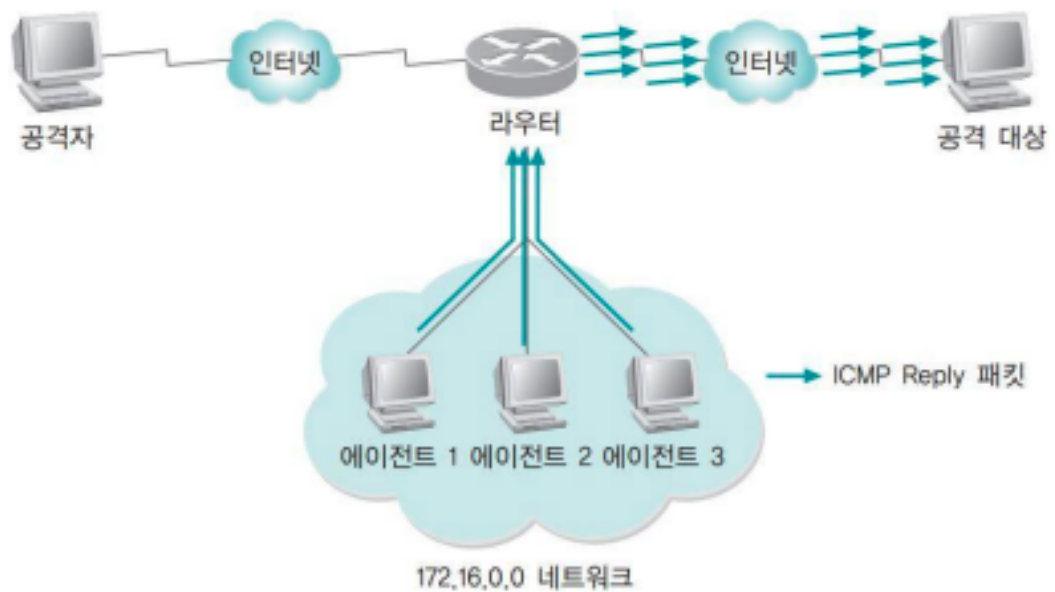 인터넷
인터넷
공격자
라우터
공격 대상
ICMP Reply 패킷
에이전트 1 에이전트 2 에이전트 3
172.16.0.0 네트워크